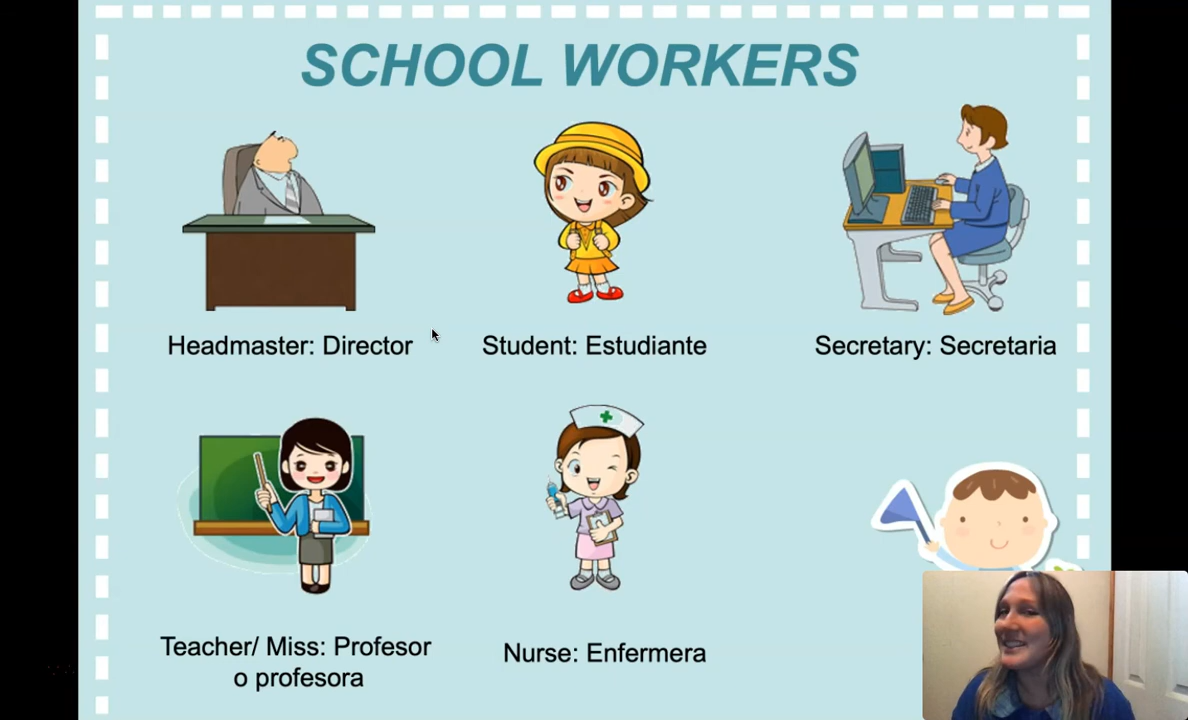 SCHOOL WORKERS
Headmaster: Director
Student: Estudiante
Secretary: Secretaria
Teacher/ Miss: Profesor
o profesora
Nurse: Enfermera